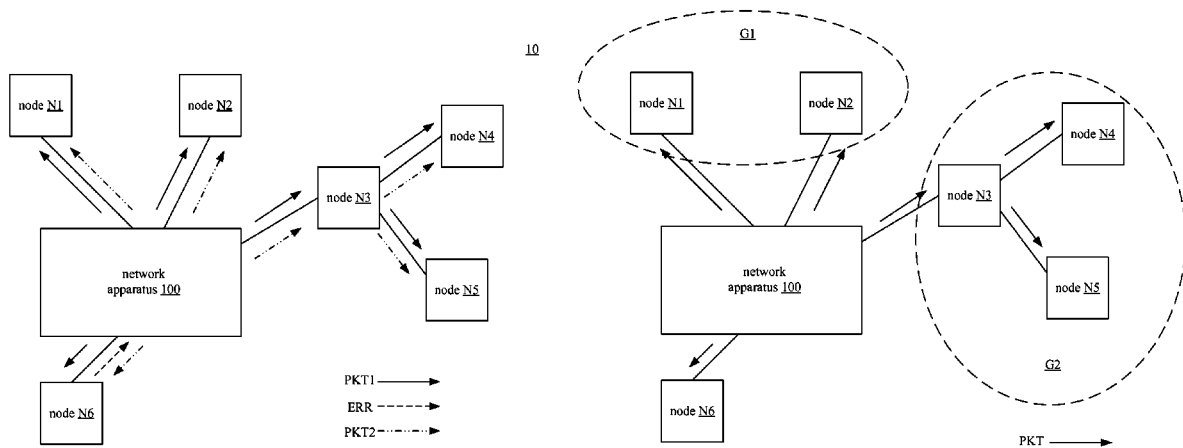 node N1
node N2
node N4
node N3
network
apparatus 100
node N5
node N6
PKT1
ERR
PKT2
10
G1
node N1
node N2
node N4
node N3
network
apparatus 100
node N5
G2
node N6
PKT